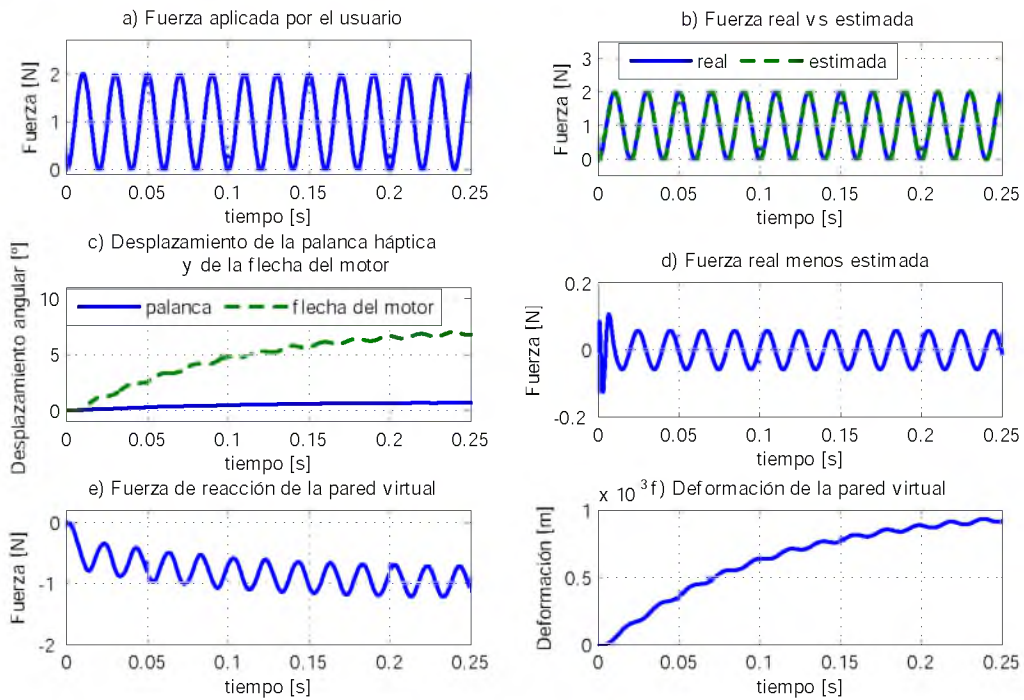 a) Fuerza aplicada por el usuario
Fuerza [N]
2
1
0
0 0.05 0.1 0.15 0.2 0.25
tiempo [s]
b) Fuerza real vs estimada
real estimada
Fuerza [N]
3
2
1
0
0 0.05 0.1 0.15 0.2 0.25
tiempo [s]
c) Desplazamiento de la palanca háptica
y de la flecha del motor
palanca flecha del motor
Desplazamiento angular [º]
10
5
0
0 0.05 0.1 0.15 0.2 0.25
tiempo [s]
d) Fuerza real menos estimada
Fuerza [N]
0.2
0
-0.2
0 0.05 0.1 0.15 0.2 0.25
tiempo [s]
e) Fuerza de reacción de la pared virtual
Fuerza [N]
0
-1
-2
0 0.05 0.1 0.15 0.2 0.25
tiempo [s]
x 10 3 f) Deformación de la pared virtual
Deformación [m]
1
0.5
0
0 0.05 0.1 0.15 0.2 0.25
tiempo [s]